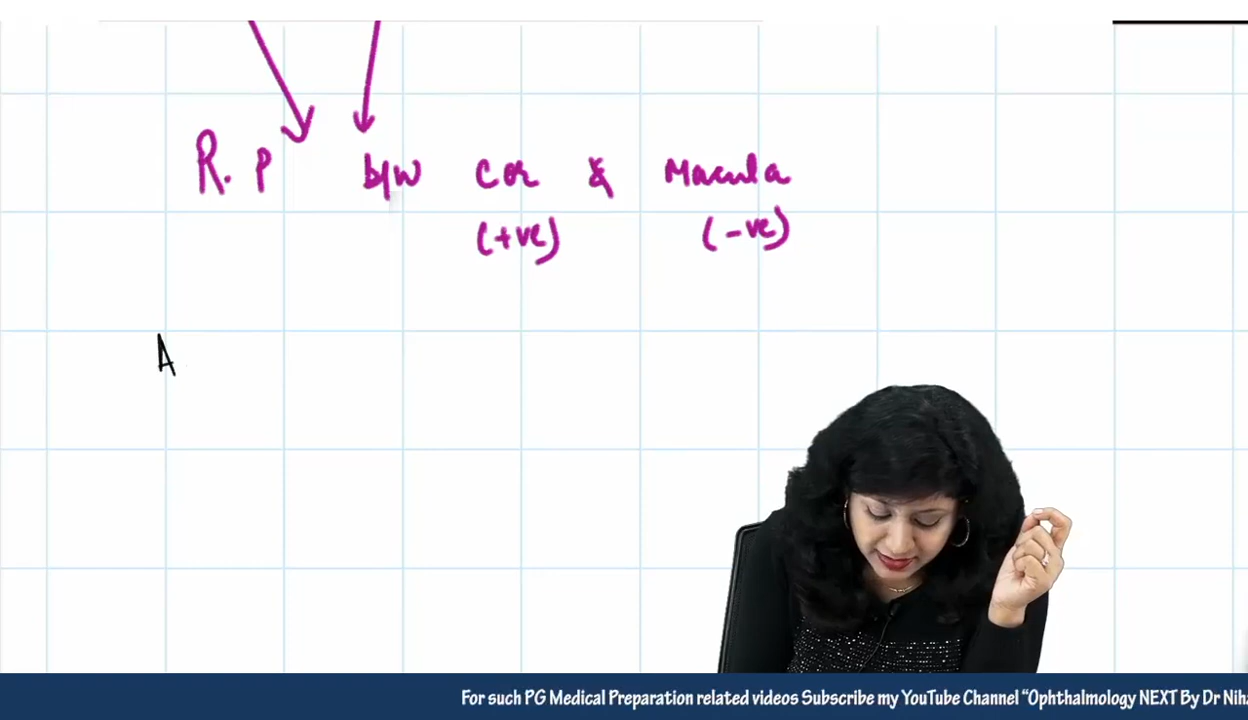 R. P b/w Cor & Macula
(+ve) (-ve)
A
For such PG Medical Preparation related videos Subscribe my YouTube Channel “Ophthalmology NEXT By Dr Nih